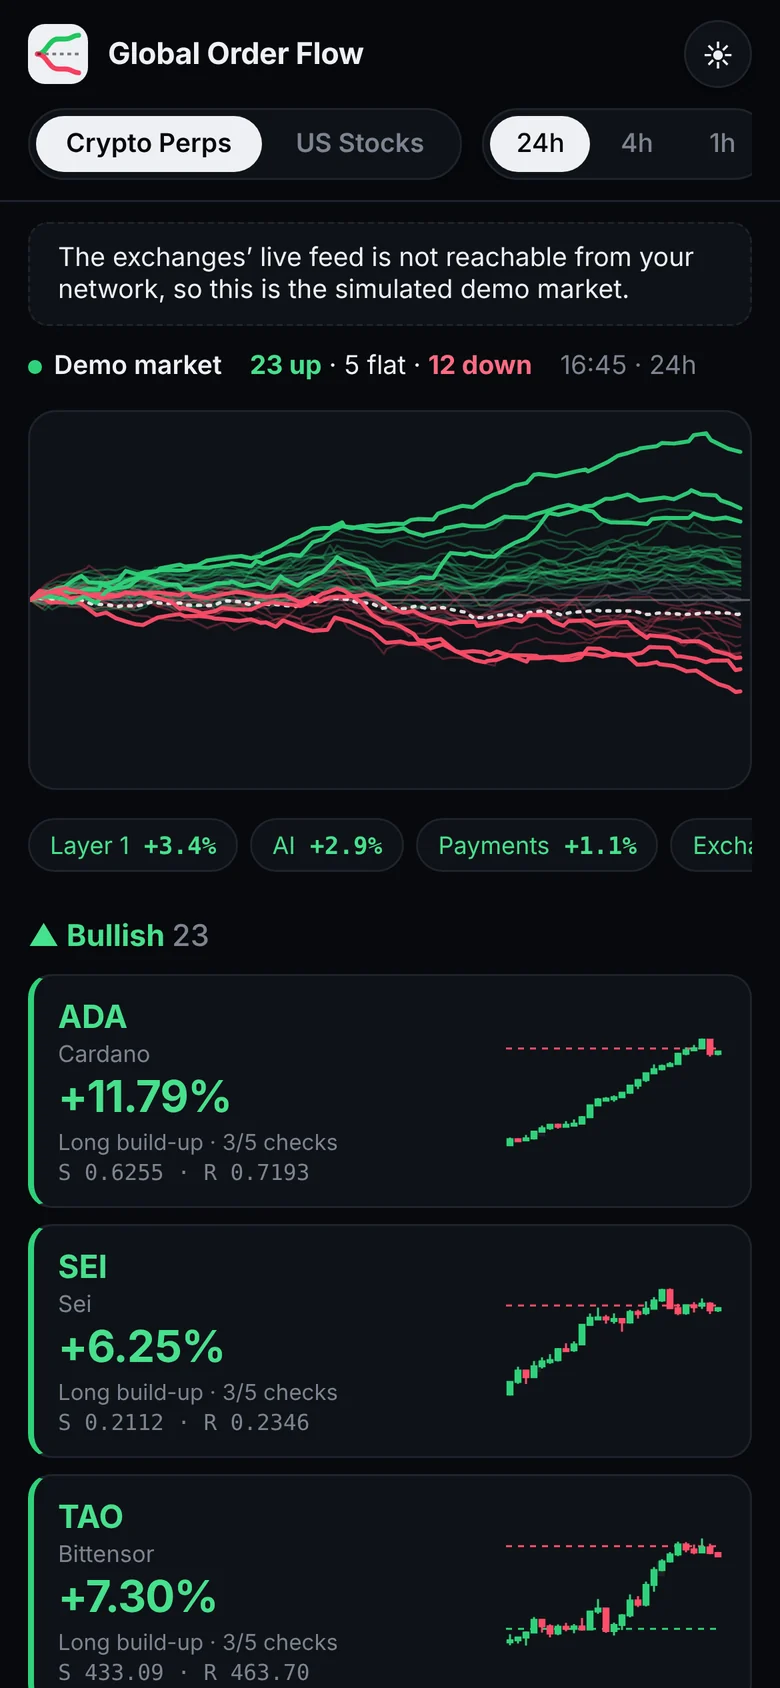 Global Order Flow
Crypto Perps US Stocks 24h 4h 1h
The exchanges’ live feed is not reachable from your
network, so this is the simulated demo market.
Demo market 23 up · 5 flat · 12 down 16:45 · 24h
Layer 1 +3.4% AI +2.9% Payments +1.1% Excha
▲ Bullish 23
ADA
Cardano
+11.79%
Long build-up · 3/5 checks
S 0.6255 · R 0.7193
SEI
Sei
+6.25%
Long build-up · 3/5 checks
S 0.2112 · R 0.2346
TAO
Bittensor
+7.30%
Long build-up · 3/5 checks
S 433.09 · R 463.70